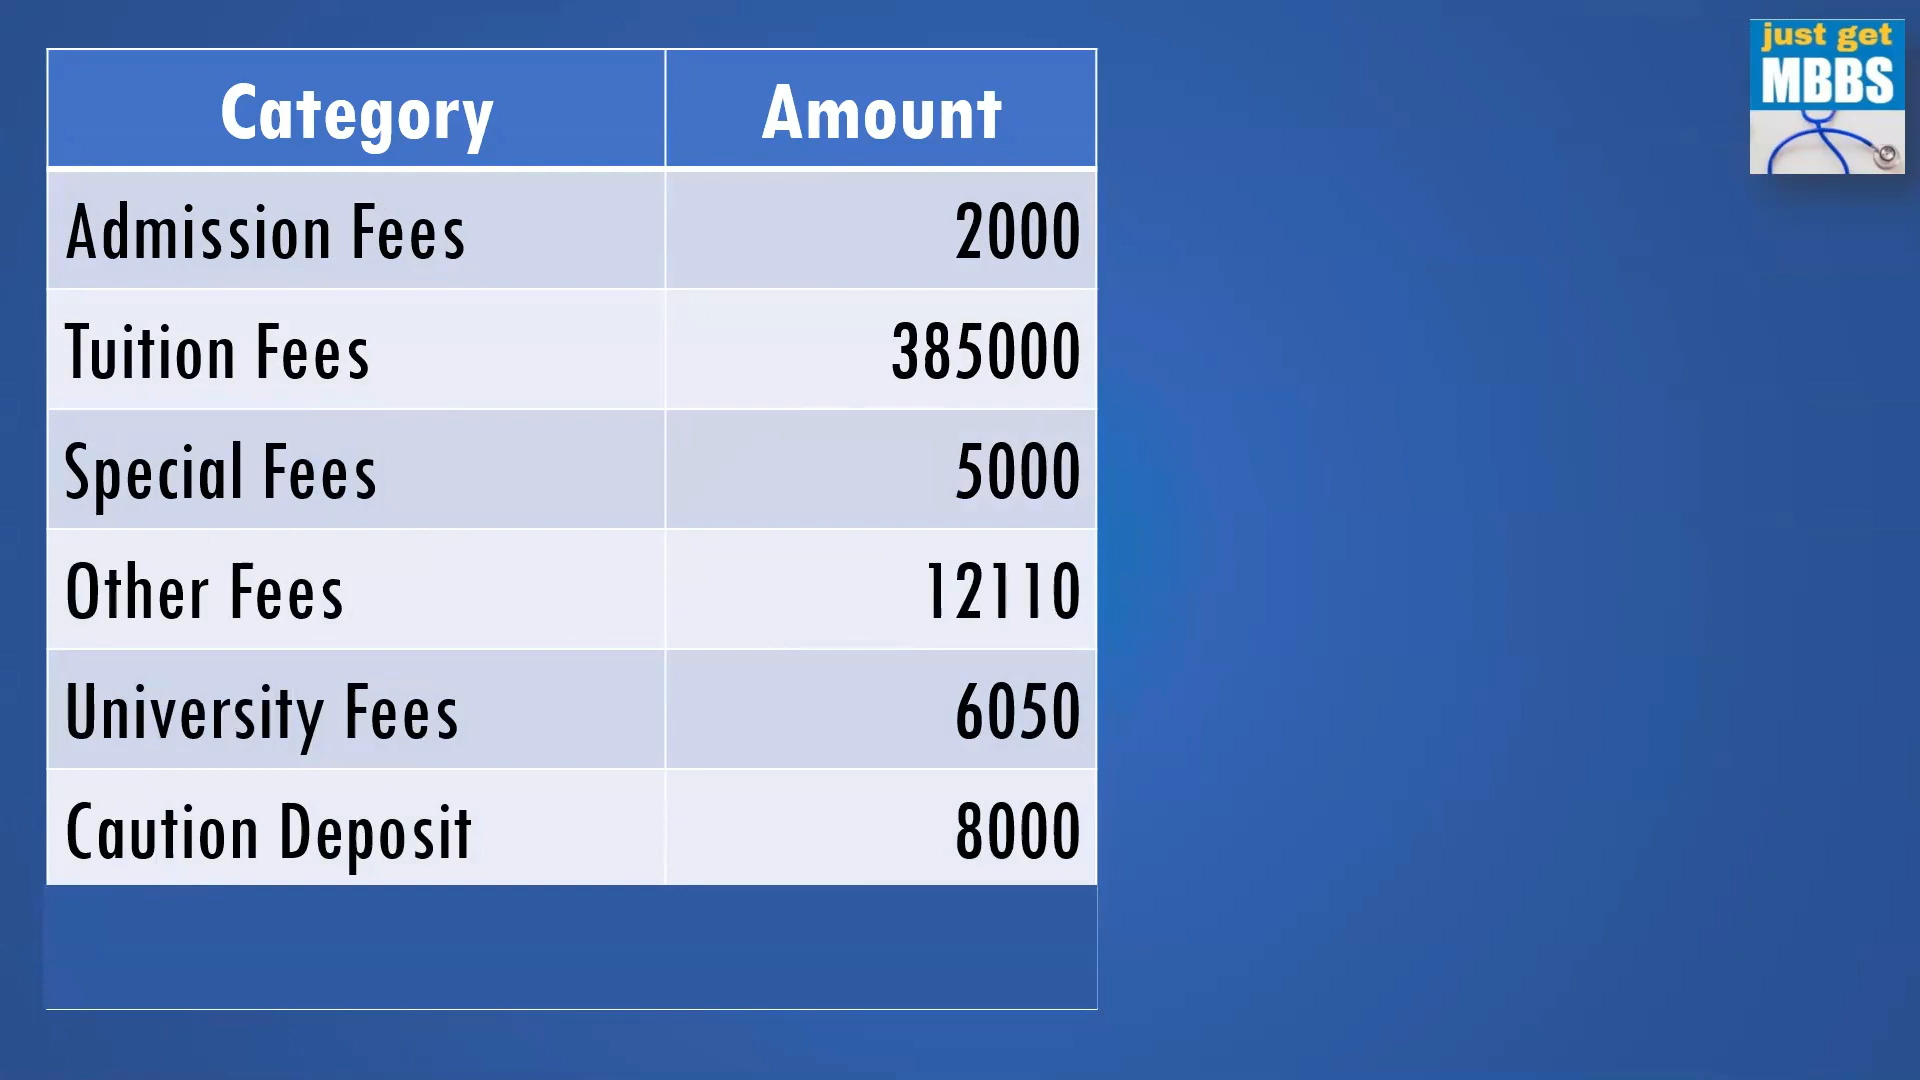 just get
MBBS
Category Amount
Admission Fees 2000
Tuition Fees 385000
Special Fees 5000
Other Fees 12110
University Fees 6050
Caution Deposit 8000